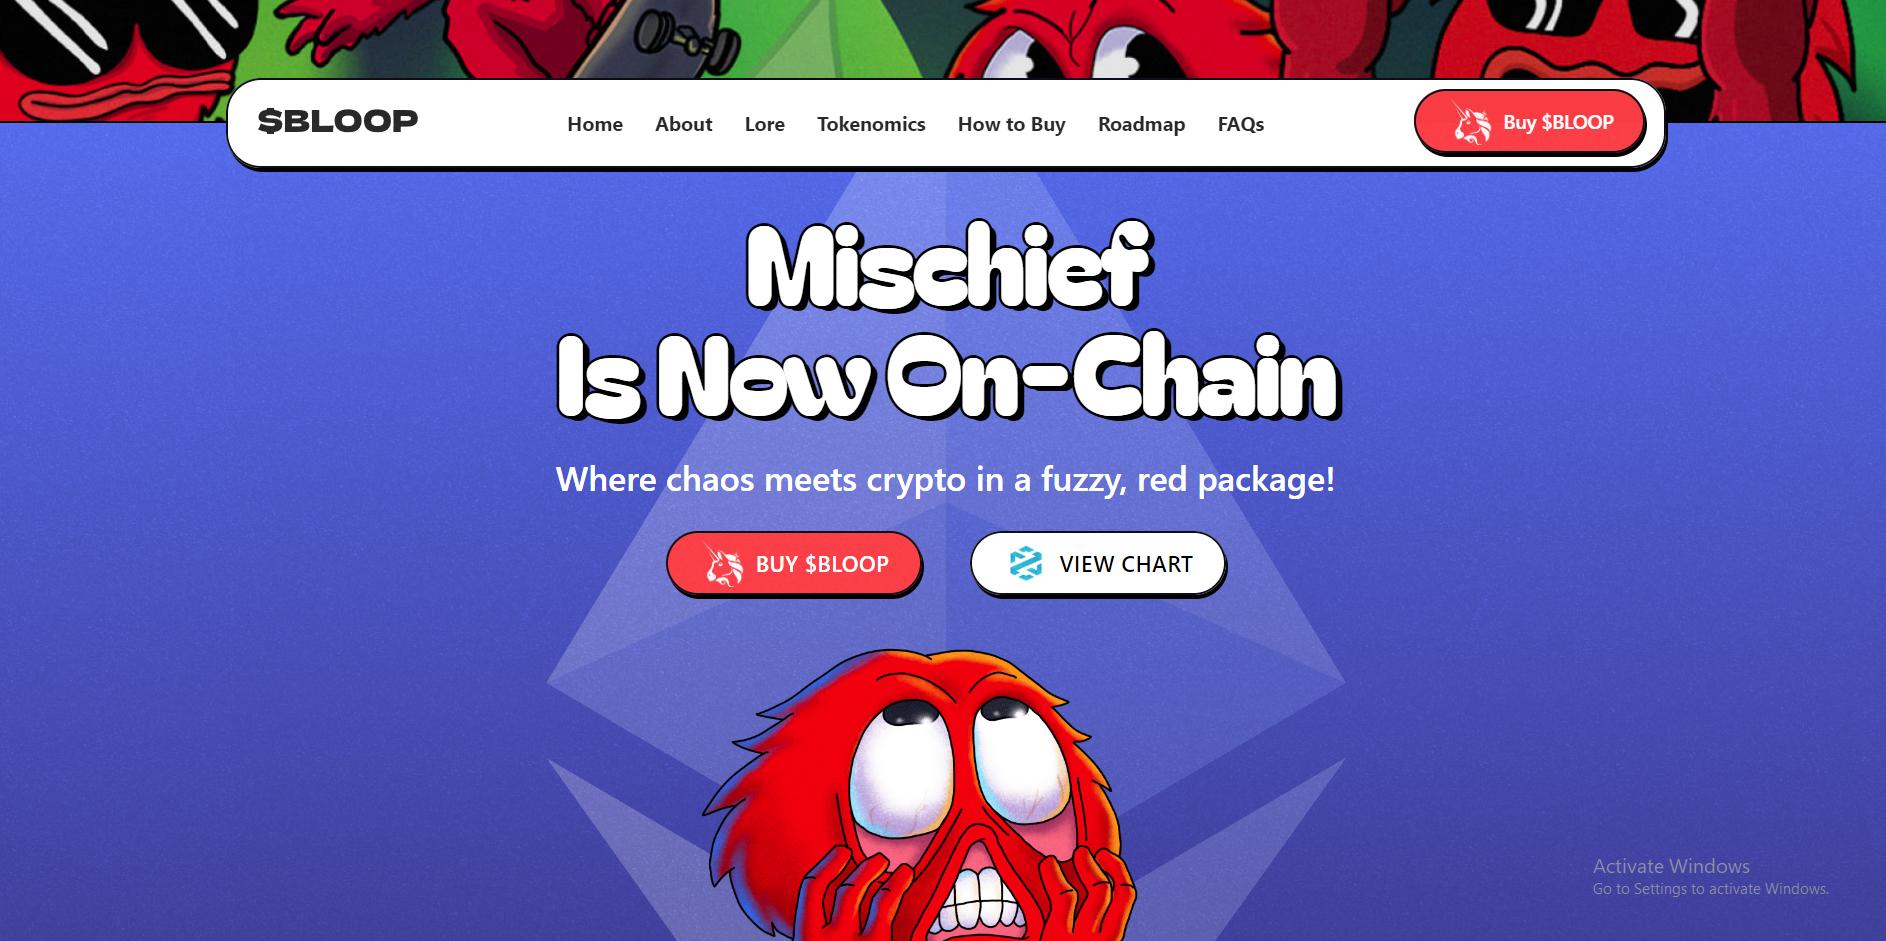 $BLOOP
Home About Lore Tokenomics How to Buy Roadmap FAQs
Buy $BLOOP
Mischief
Is Now On-Chain
Where chaos meets crypto in a fuzzy, red package!
BUY $BLOOP
VIEW CHART
Activate Windows
Go to Settings to activate Windows.